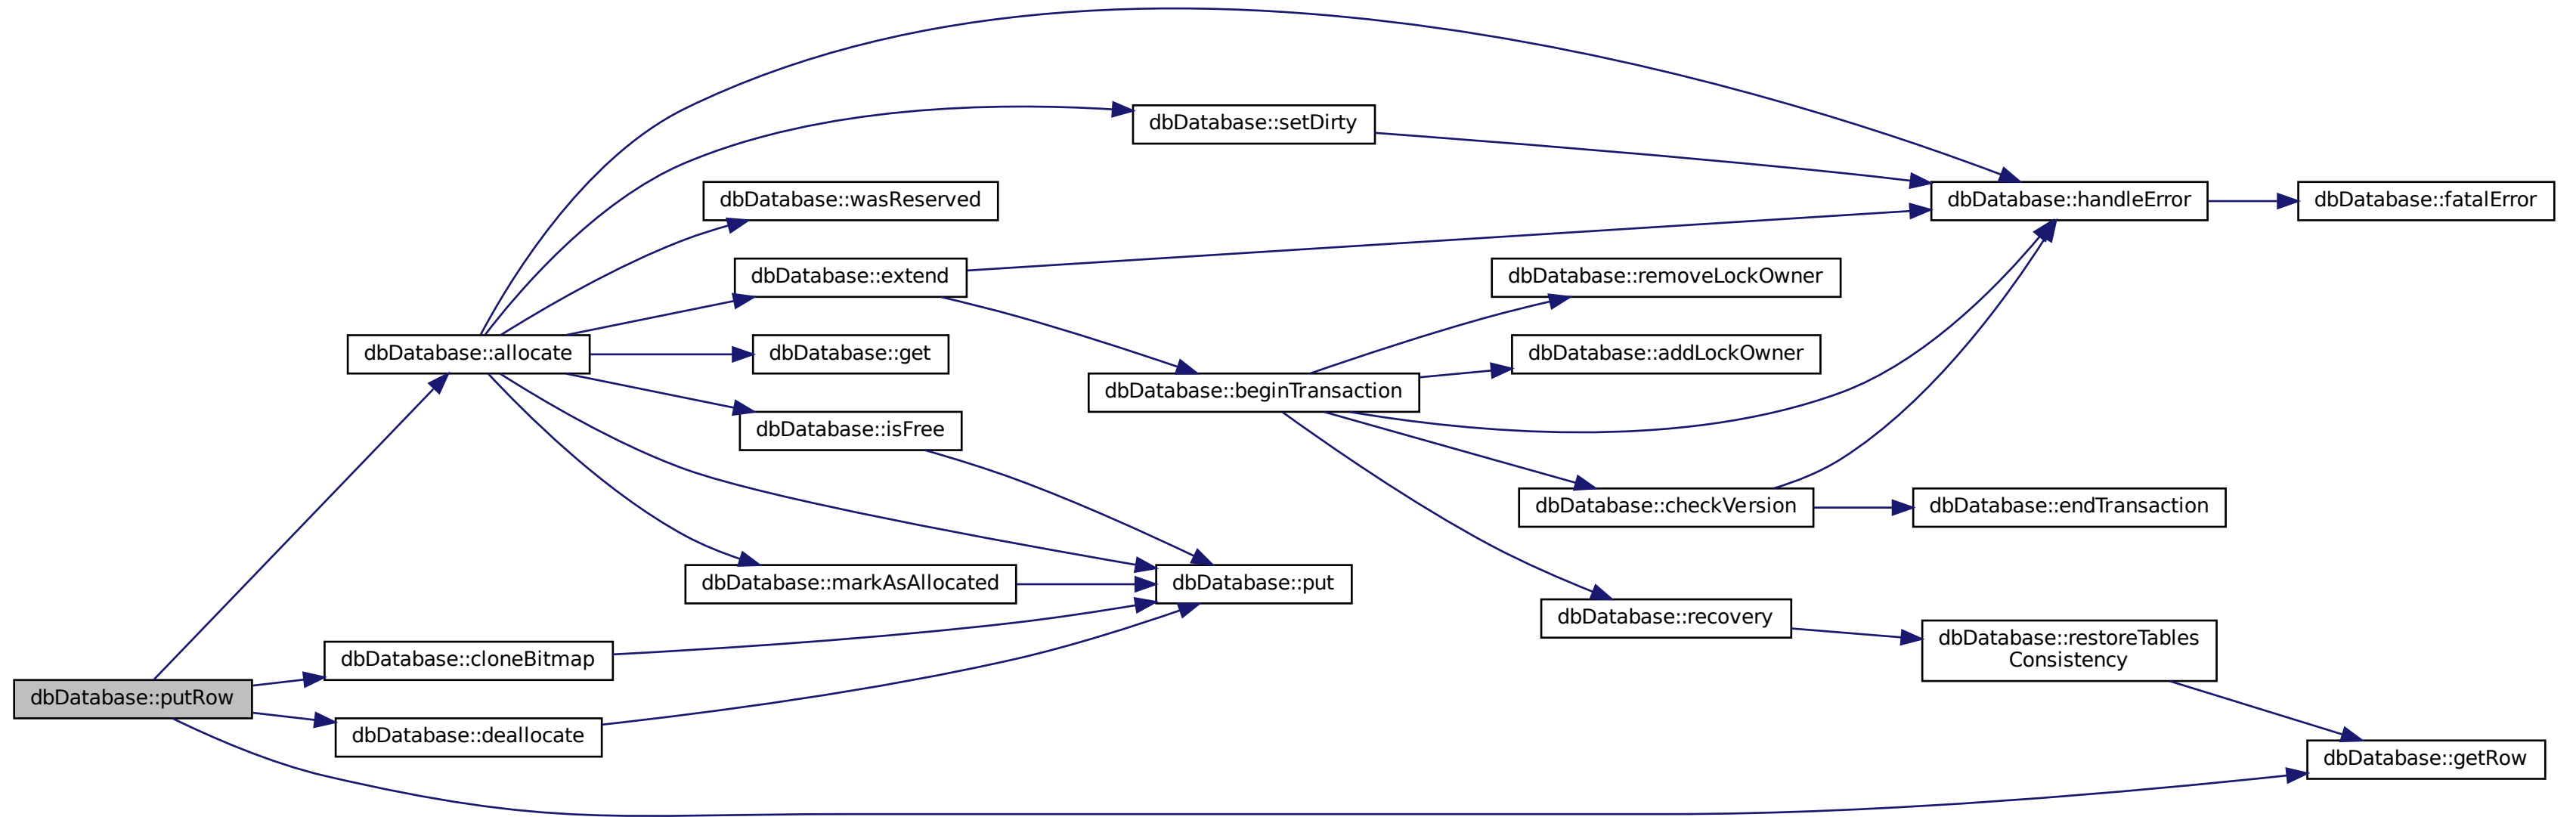 dbDatabase::setDirty
dbDatabase::wasReserved
dbDatabase::handleError
dbDatabase::fatalError
dbDatabase::extend
dbDatabase::removeLockOwner
dbDatabase::allocate
dbDatabase::get
dbDatabase::addLockOwner
dbDatabase::beginTransaction
dbDatabase::isFree
dbDatabase::checkVersion
dbDatabase::endTransaction
dbDatabase::markAsAllocated
dbDatabase::put
dbDatabase::recovery
dbDatabase::restoreTables
Consistency
dbDatabase::cloneBitmap
dbDatabase::putRow
dbDatabase::deallocate
dbDatabase::getRow